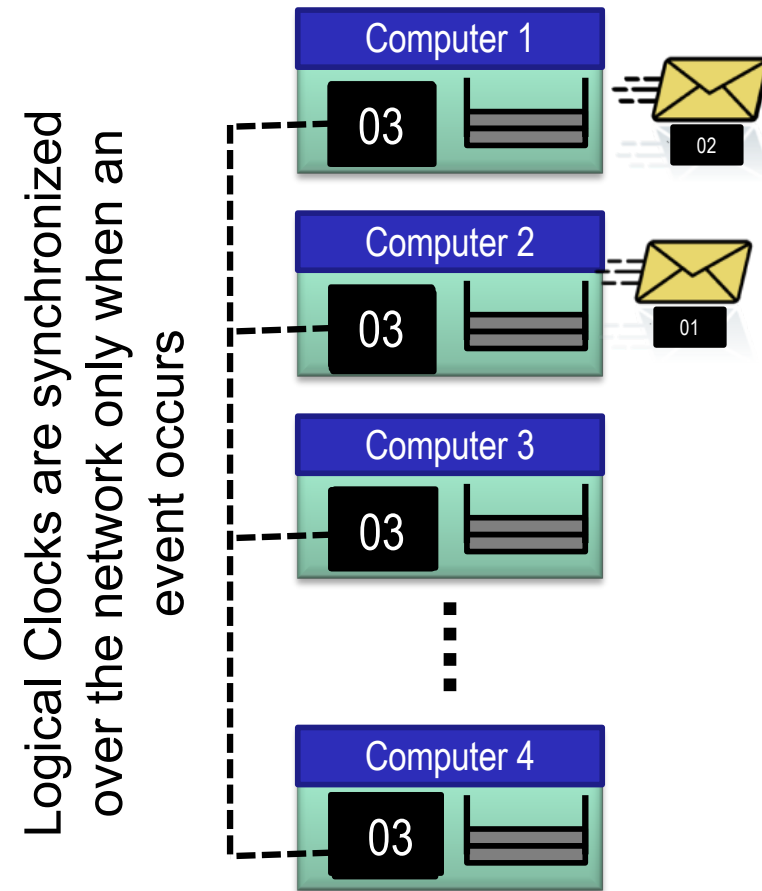 Logical Clocks are synchronized
over the network only when an
event occurs
Computer 1
03
02
Computer 2
03
01
Computer 3
03
Computer 4
03